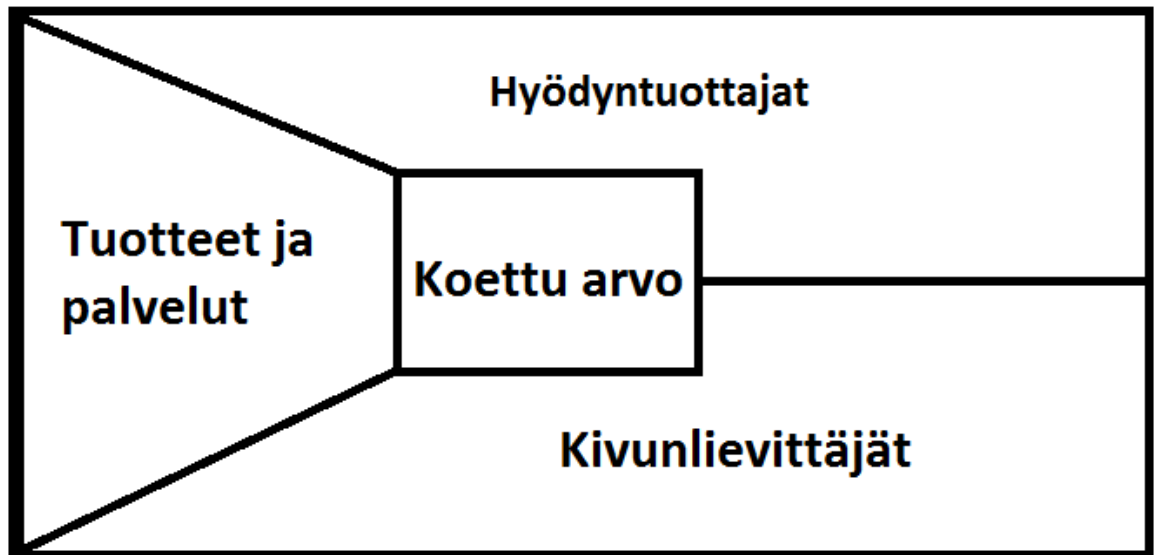 Hyödyntuottajat
Tuotteet ja
palvelut
Koettu arvo
Kivunlievittäjät